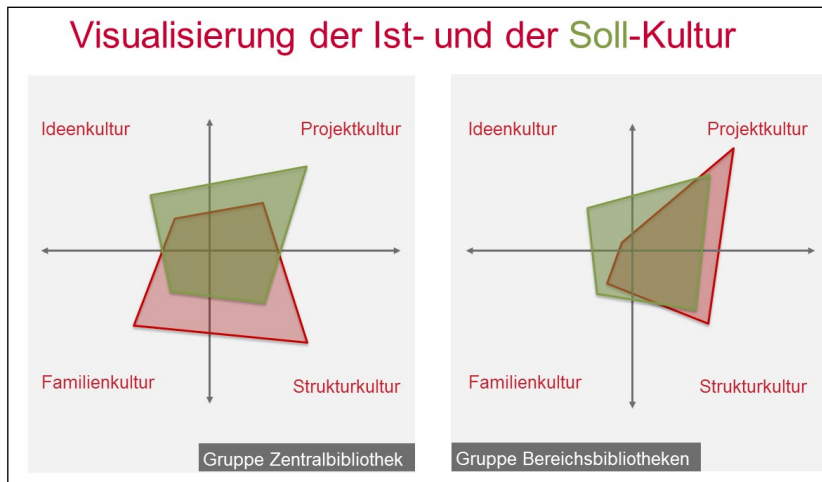 Visualisierung der Ist- und der Soll-Kultur
Ideenkultur
Projektkultur
Familienkultur
Strukturkultur
Gruppe Zentralbibliothek
Ideenkultur
Projektkultur
Familienkultur
Strukturkultur
Gruppe Bereichsbibliotheken